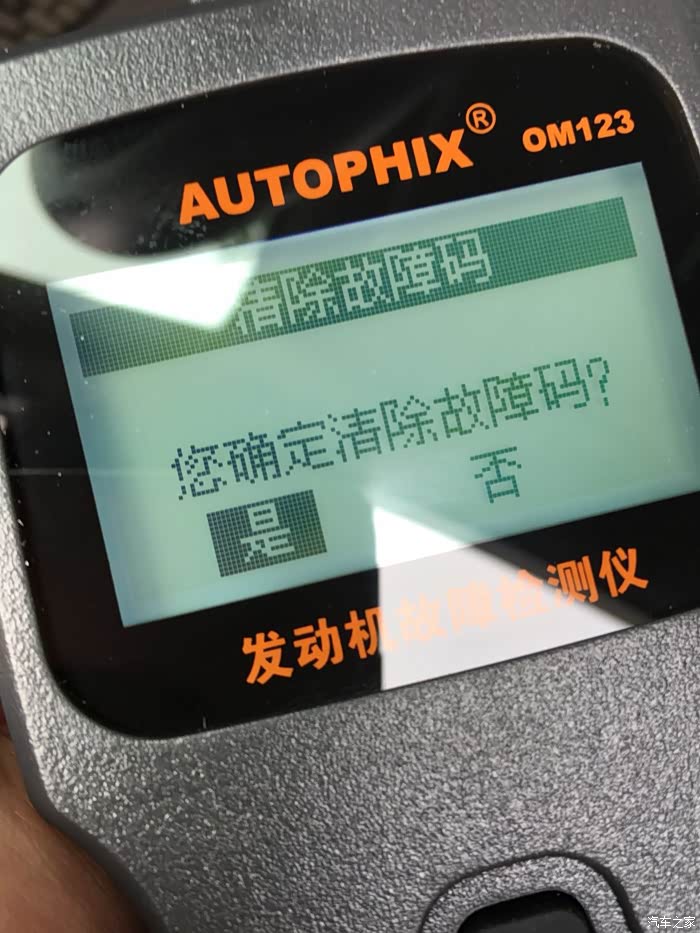 AUTOPHIX® OM123
清除故障码
您确定清除故障码?
是 否
发动机故障检测仪
汽车之家